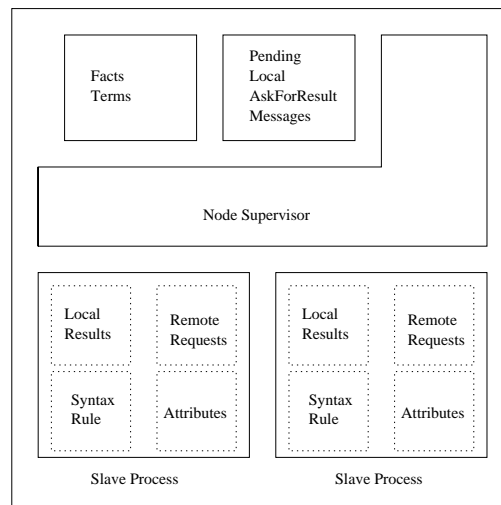 Facts
Terms
Pending
Local
AskForResult
Messages
Node Supervisor
Local
Results
Remote
Requests
Syntax
Rule
Attributes
Local
Results
Remote
Requests
Syntax
Rule
Attributes
Slave Process
Slave Process